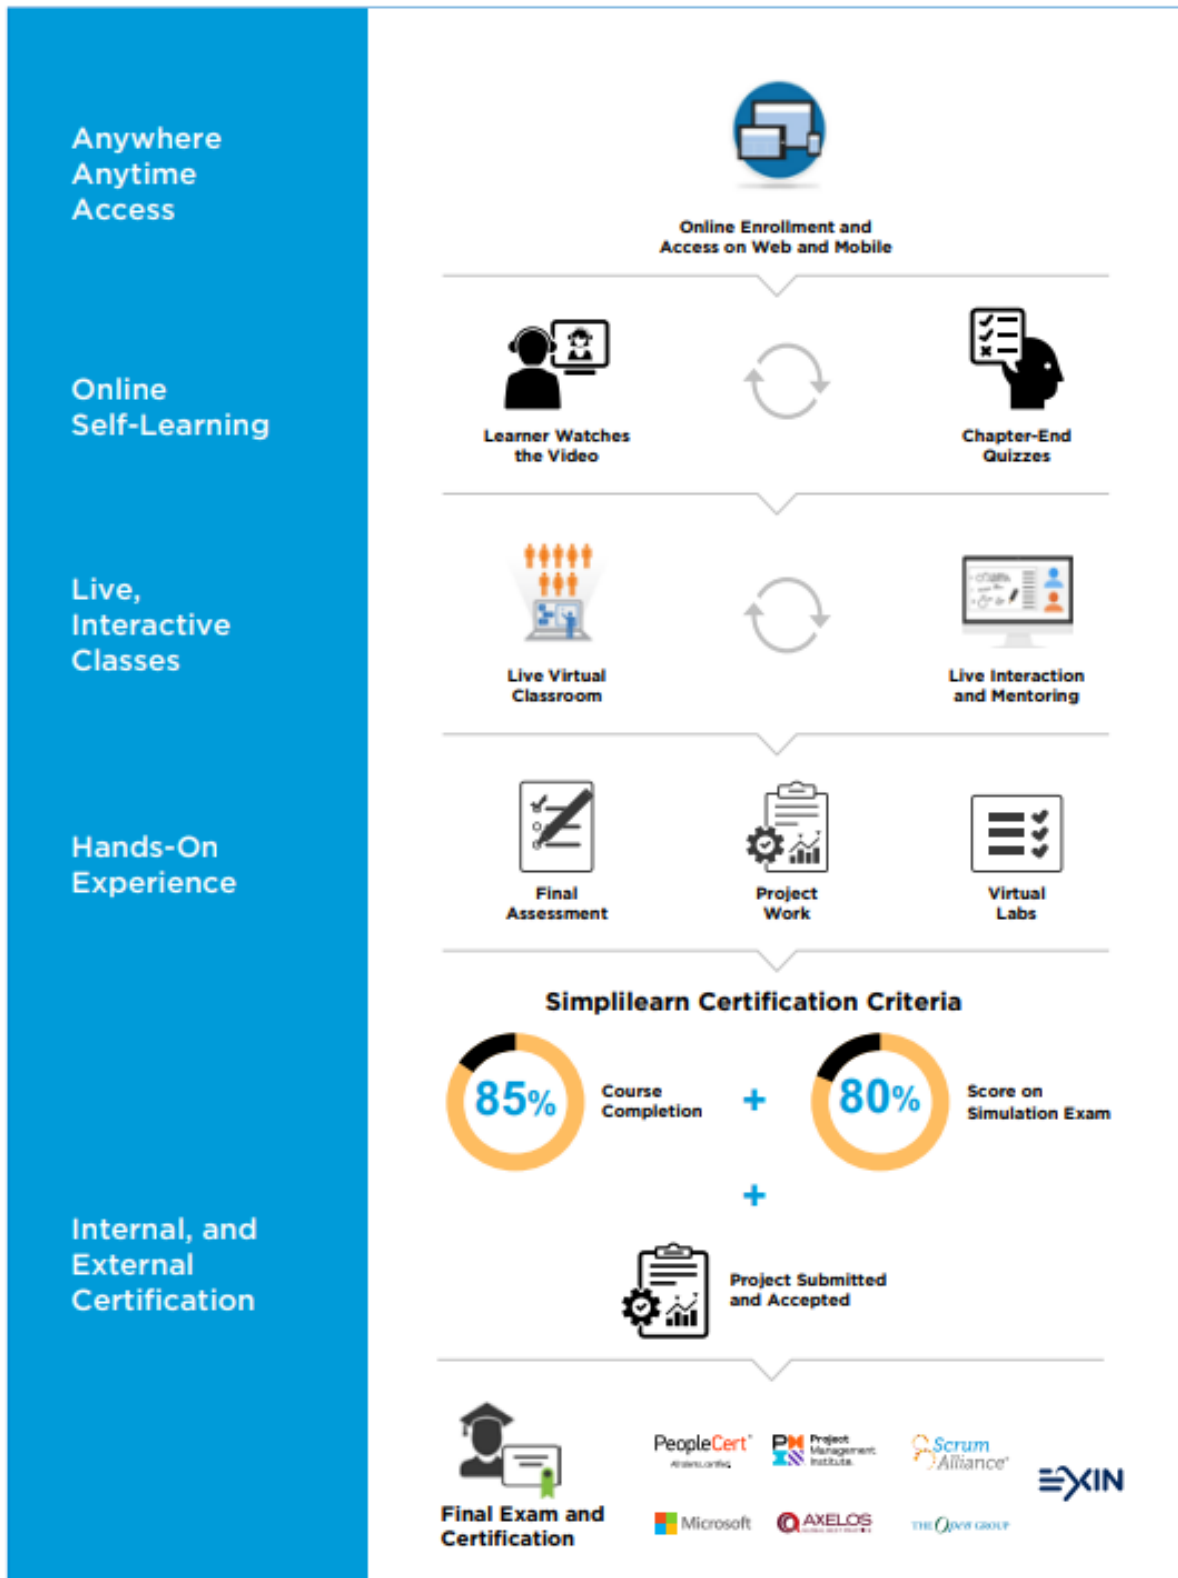 Anywhere
Anytime
Access
Online Enrollment and
Access on Web and Mobile
Online
Self-Learning
Learner Watches
the Video
Chapter-End
Quizzes
Live,
Interactive
Classes
Live Virtual
Classroom
Live Interaction
and Mentoring
Hands-On
Experience
Final
Assessment
Project
Work
Virtual
Labs
Simplilearn Certification Criteria
85%
Course
Completion
+
80%
Score on
Simulation Exam
+
Internal, and
External
Certification
Project Submitted
and Accepted
Final Exam and
Certification
PeopleCert
Project
Management
Institute.
Scrum
Alliance
EXIN
Microsoft
AXELOS
THE Open GROUP